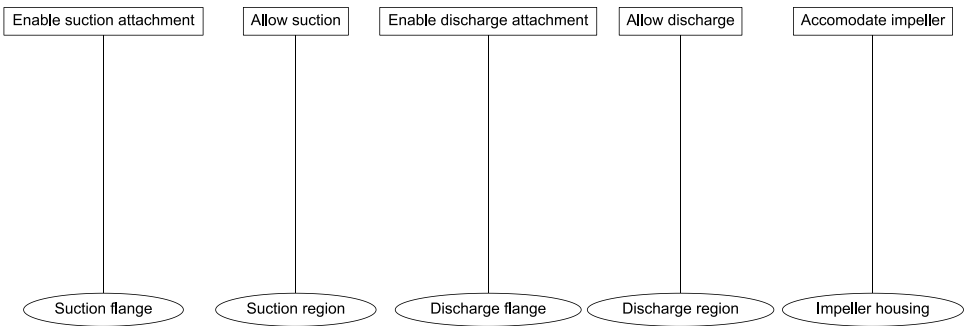 Enable suction attachment
Allow suction
Enable discharge attachment
Allow discharge
Accomodate impeller
Suction flange
Suction region
Discharge flange
Discharge region
Impeller housing